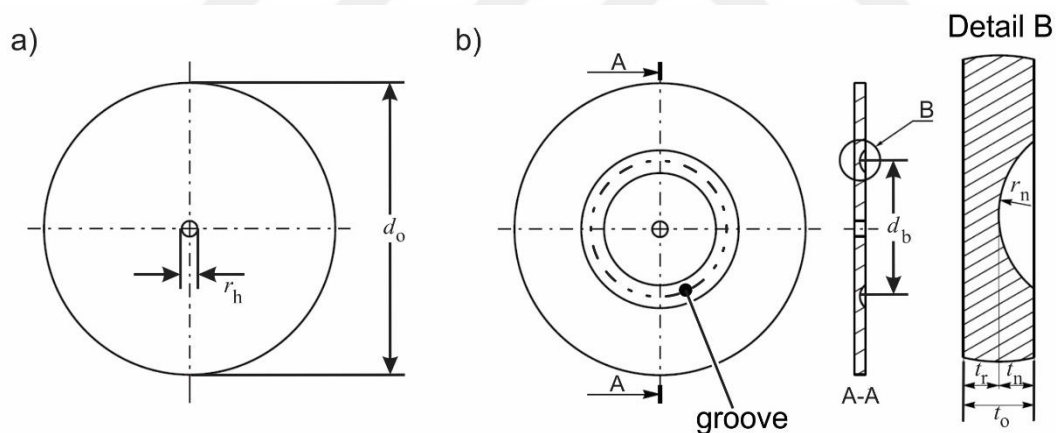 a)
d_o
r_h
b)
A
A
groove
B
d_b
A-A
Detail B
r_n
t_r
t_n
t_o